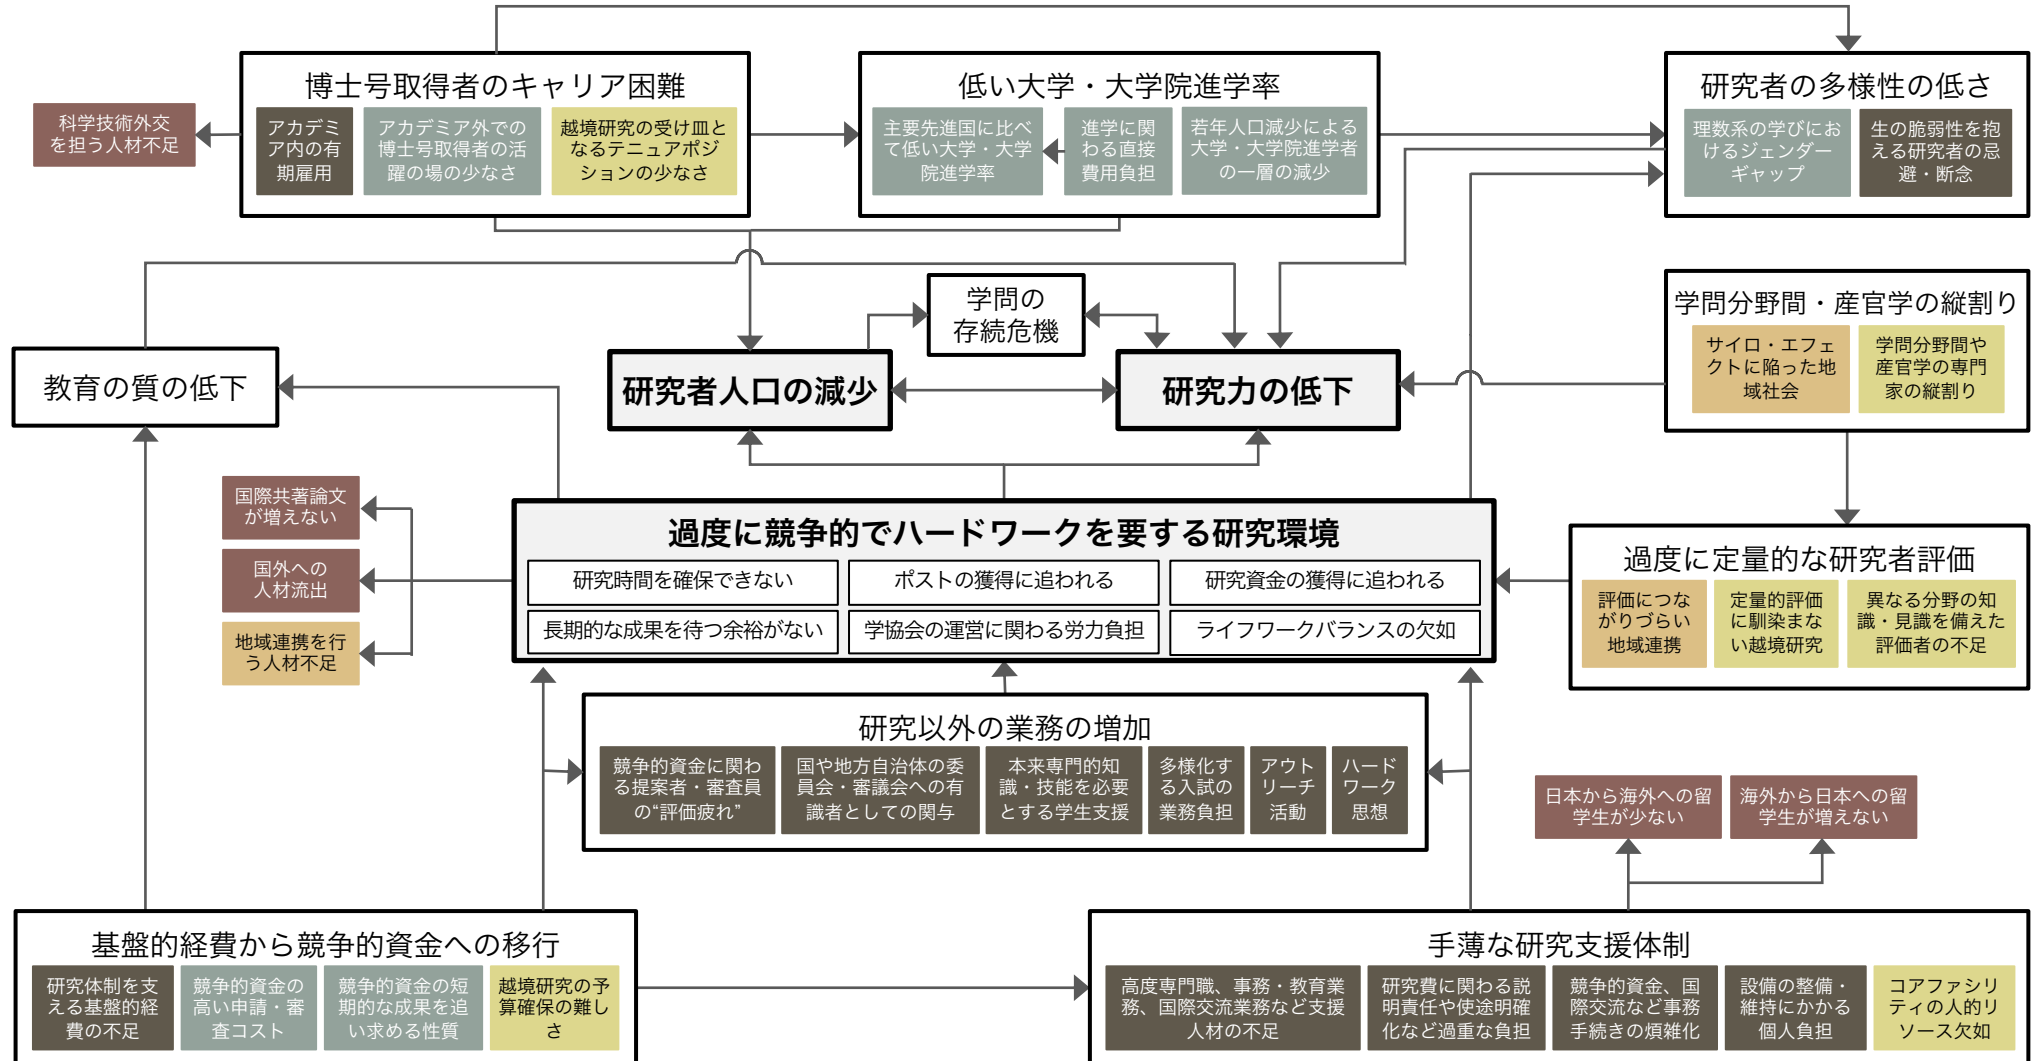 博士号取得者のキャリア困難
アカデミ
ア内の有
期雇用
アカデミア外での
博士号取得者の活
躍の場の少なさ
越境研究の受け皿と
なるテニュアポジ
ションの少なさ
科学技術外交
を担う人材不足
低い大学・大学院進学率
主要先進国に比べ
て低い大学・大学
院進学率
進学に関
わる直接
費用負担
若年人口減少による
大学・大学院進学者
の一層の減少
研究者の多様性の低さ
理数系の学びにお
けるジェンダー
ギャップ
生の脆弱性を抱
える研究者の忌
避・断念
学問の
存続危機
学問分野間・産官学の縦割り
サイロ・エフェ
クトに陥った地
域社会
学問分野間や
産官学の専門
家の縦割り
教育の質の低下
研究者人口の減少
研究力の低下
国際共著論文
が増えない
国外への
人材流出
地域連携を行
う人材不足
過度に競争的でハードワークを要する研究環境
研究時間を確保できない
ポストの獲得に追われる
研究資金の獲得に追われる
長期的な成果を待つ余裕がない
学協会の運営に関わる労力負担
ライフワークバランスの欠如
過度に定量的な研究者評価
評価につな
がりづらい
地域連携
定量的評価
に馴染まな
い越境研究
異なる分野の知
識・見識を備えた
評価者の不足
研究以外の業務の増加
競争的資金に関わ
る提案者・審査員
の“評価疲れ”
国や地方自治体の委
員会・審議会への有
識者としての関与
本来専門的知
識・技能を必要
とする学生支援
多様化す
る入試の
業務負担
アウト
リーチ
活動
ハード
ワーク
思想
日本から海外への留
学生が少ない
海外から日本への留
学生が増えない
基盤的経費から競争的資金への移行
研究体制を支
える基盤的経
費の不足
競争的資金の
高い申請・審
査コスト
競争的資金の短
期的な成果を追
い求める性質
越境研究の予
算確保の難し
さ
手薄な研究支援体制
高度専門職、事務・教育業
務、国際交流業務など支援
人材の不足
研究費に関わる説
明責任や使途明確
化など過重な負担
競争的資金、国
際交流など事務
手続きの煩雑化
設備の整備・
維持にかかる
個人負担
コアファシリ
ティの人的リ
ソース欠如